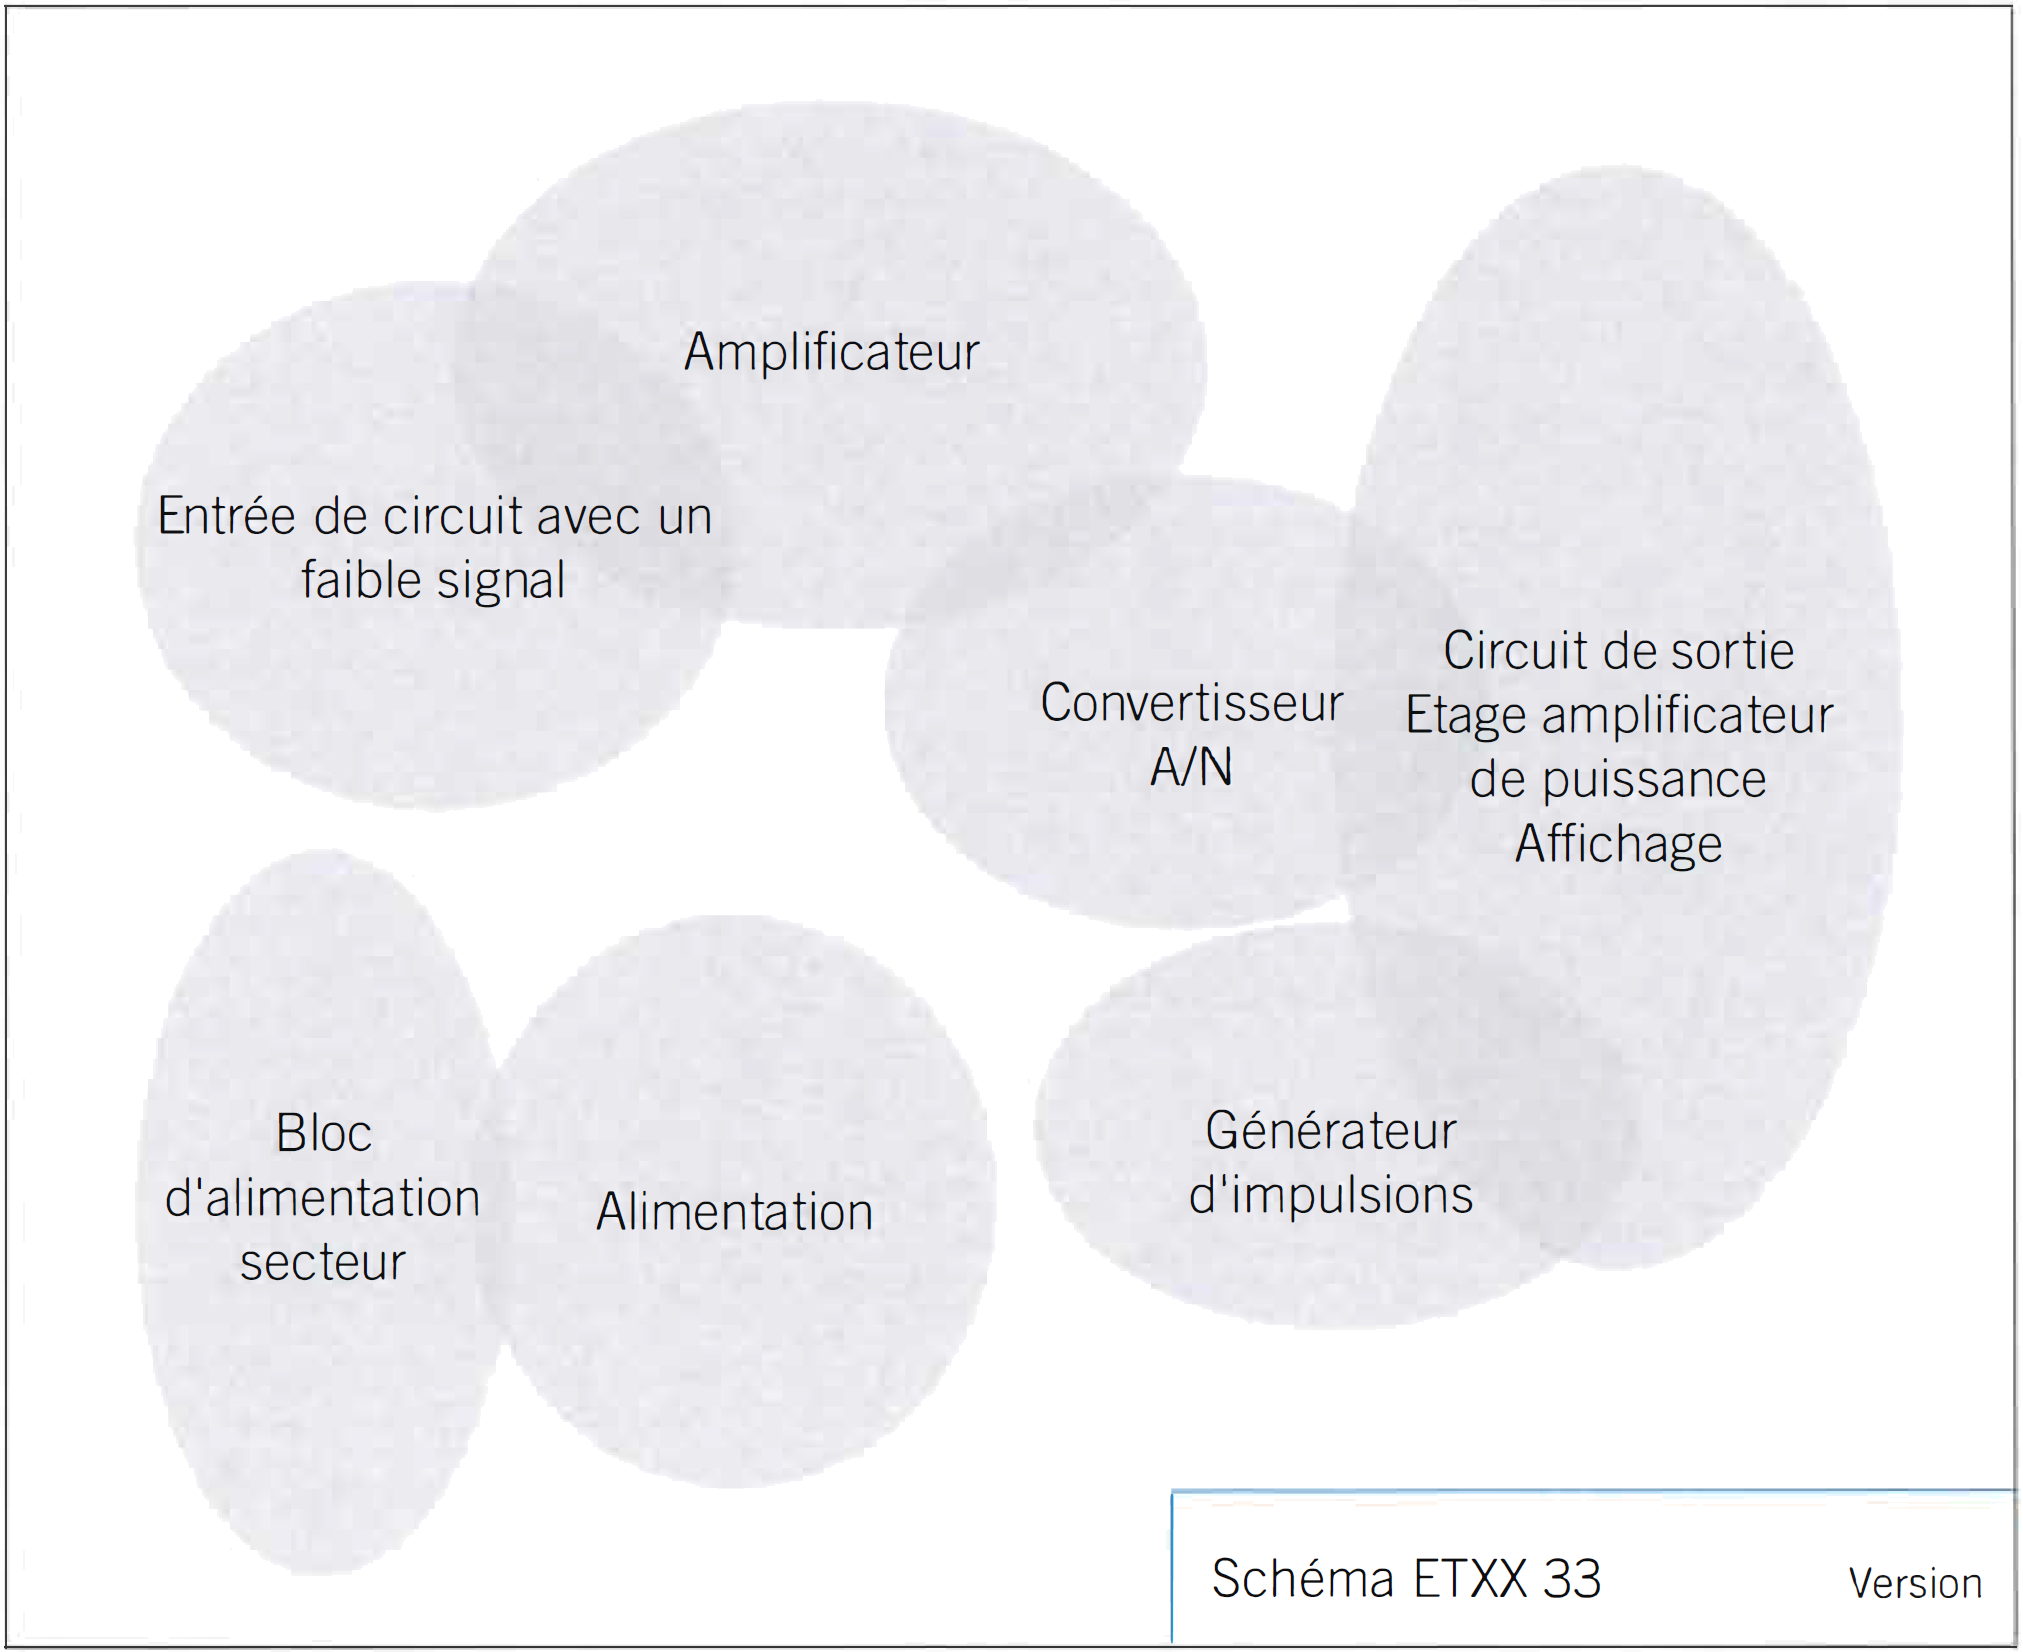 Amplificateur
Entrée de circuit avec un
faible signal
Circuit de sortie
Etage amplificateur
de puissance
Affichage
Convertisseur
A/N
Bloc
d'alimentation
secteur
Alimentation
Générateur
d'impulsions
Schéma ETXX 33
Version